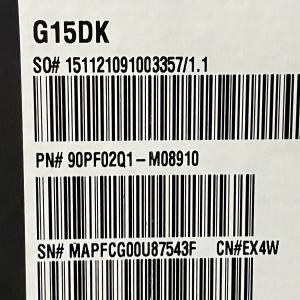 G15DK
SO# 151121091003357/1.1
PN# 90PF02Q1-M08910
SN# MAPFCG00U87543F CN#EX4W